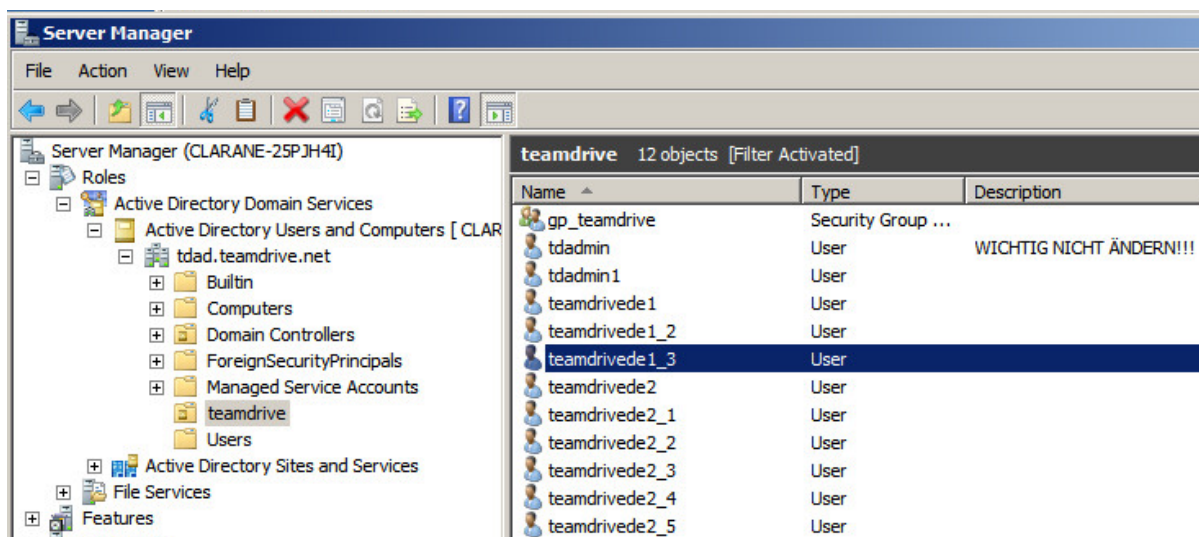 Server Manager
File Action View Help
Server Manager (CLARANE-25PJH4I)
Roles
Active Directory Domain Services
Active Directory Users and Computers [ CLAR
tdad.teamdrive.net
Builtin
Computers
Domain Controllers
ForeignSecurityPrincipals
Managed Service Accounts
teamdrive
Users
Active Directory Sites and Services
File Services
Features
teamdrive 12 objects [Filter Activated]
Name Type Description
gp_teamdrive Security Group ...
tdadmin User WICHTIG NICHT ÄNDERN!!!
tdadmin1 User
teamdrivede1 User
teamdrivede1_2 User
teamdrivede1_3 User
teamdrivede2 User
teamdrivede2_1 User
teamdrivede2_2 User
teamdrivede2_3 User
teamdrivede2_4 User
teamdrivede2_5 User